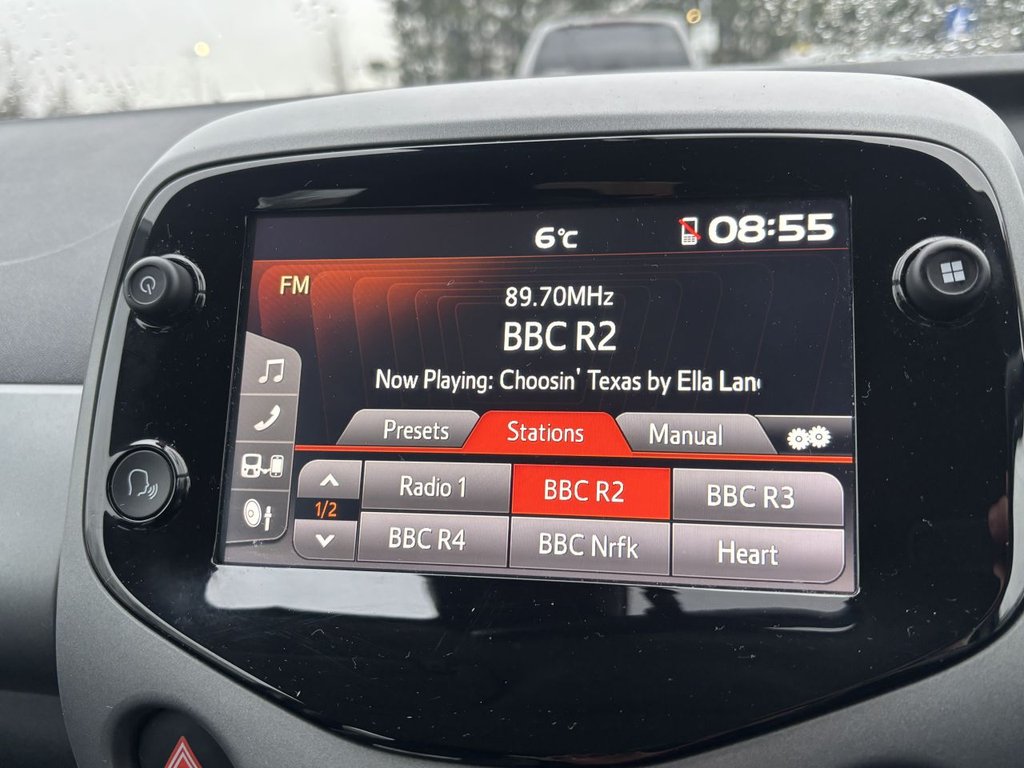 6°C
08:55
FM
89.70MHz
BBC R2
Now Playing: Choosin' Texas by Ella Lan
Presets Stations Manual
1/2
Radio 1 BBC R2 BBC R3
BBC R4 BBC Nrfk Heart